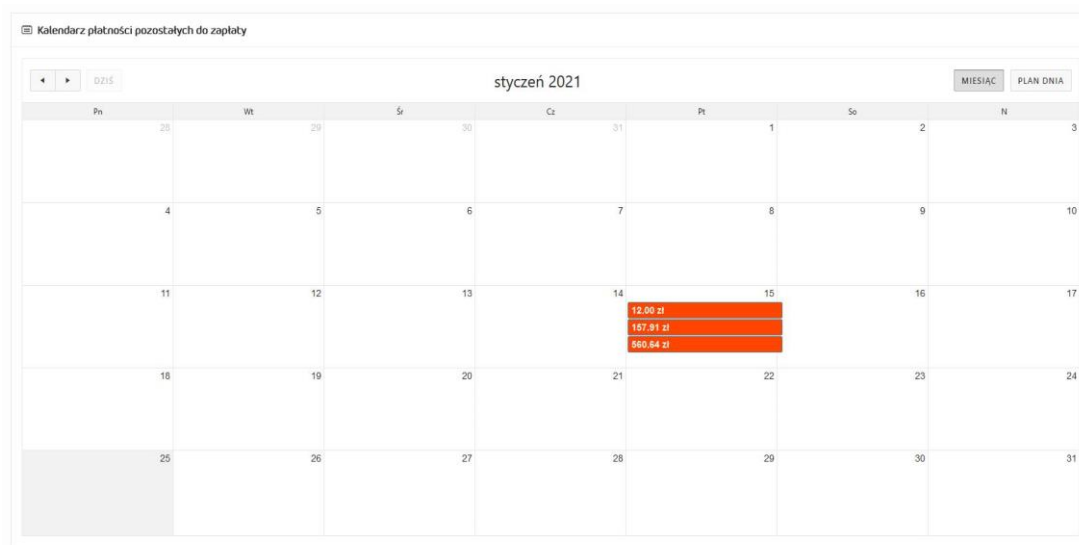 Kalendarz płatności pozostałych do zapłaty
DZIŚ styczeń 2021 MIESIĄC PLAN DNIA
Pn Wt Śr Cz Pt So N
28 29 30 31 1 2 3
4 5 6 7 8 9 10
11 12 13 14 15 16 17
12.00 zł
157.91 zł
560.64 zł
18 19 20 21 22 23 24
25 26 27 28 29 30 31